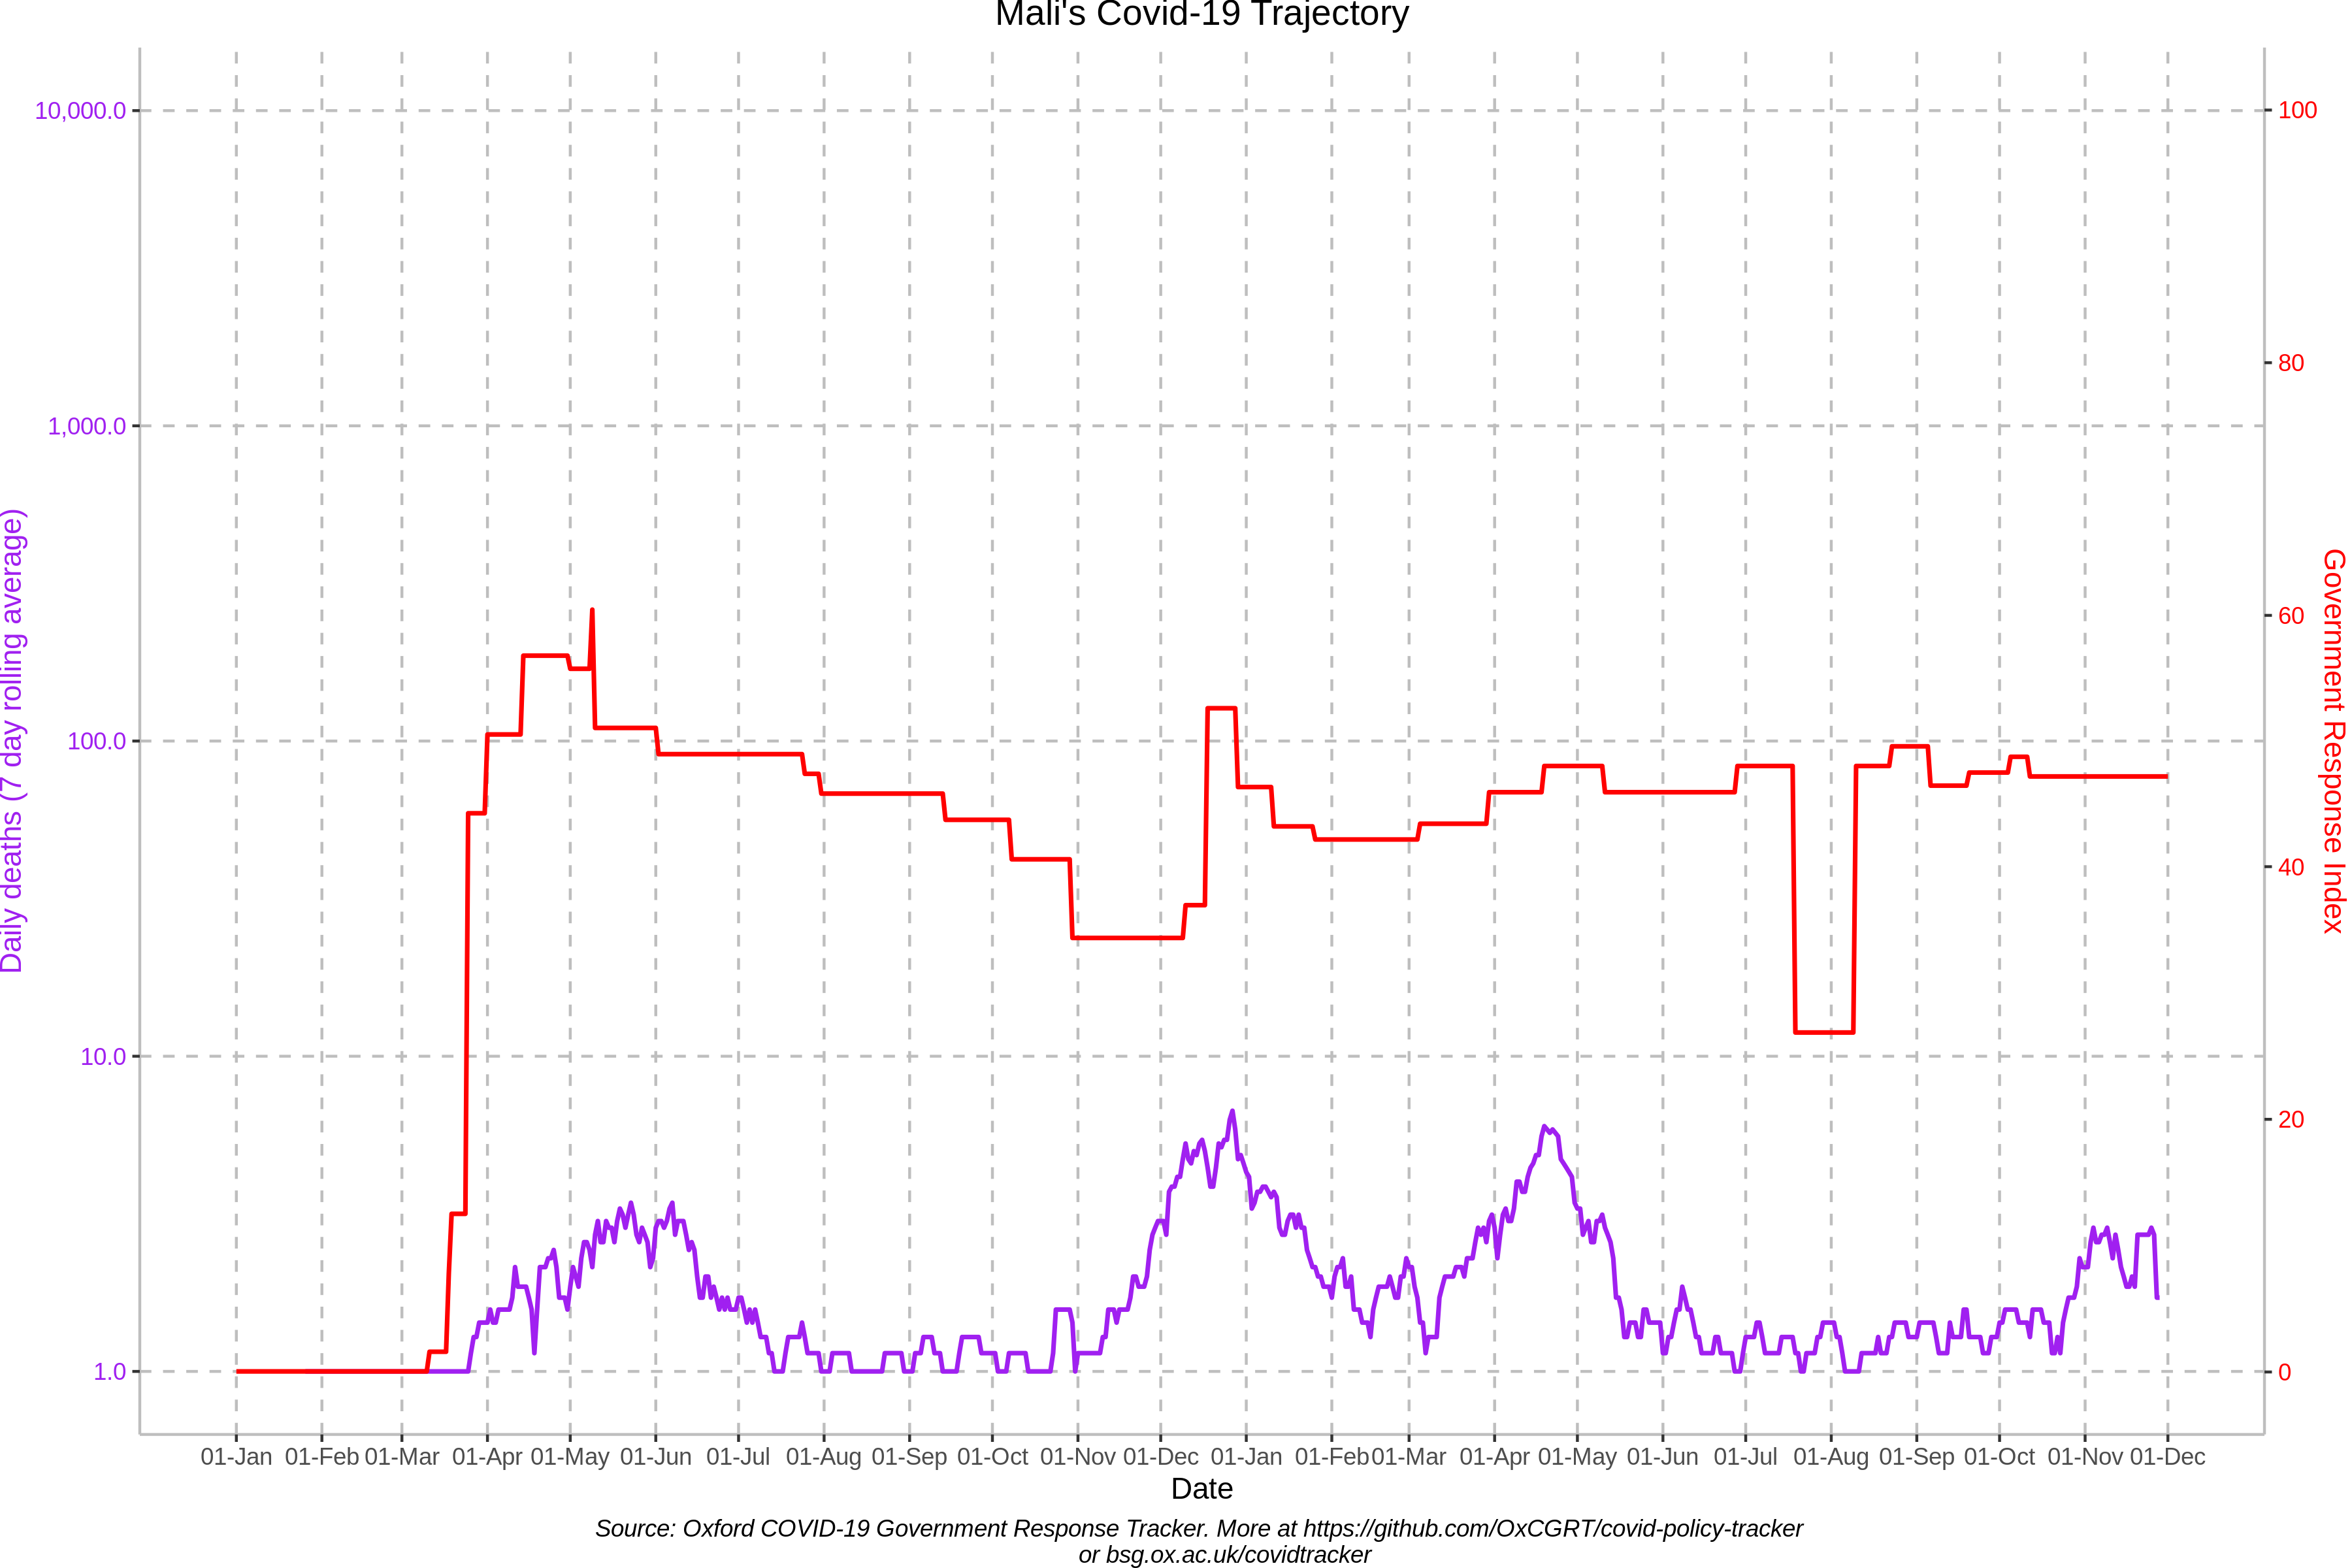 Mali's Covid-19 Trajectory
10,000.0
1,000.0
100.0
10.0
1.0
Daily deaths (7 day rolling average)
100
80
60
40
20
0
Government Response Index
01-Jan 01-Feb 01-Mar 01-Apr 01-May 01-Jun 01-Jul 01-Aug 01-Sep 01-Oct 01-Nov 01-Dec 01-Jan 01-Feb 01-Mar 01-Apr 01-May 01-Jun 01-Jul 01-Aug 01-Sep 01-Oct 01-Nov 01-Dec
Date
Source: Oxford COVID-19 Government Response Tracker. More at https://github.com/OxCGRT/covid-policy-tracker
or bsg.ox.ac.uk/covidtracker